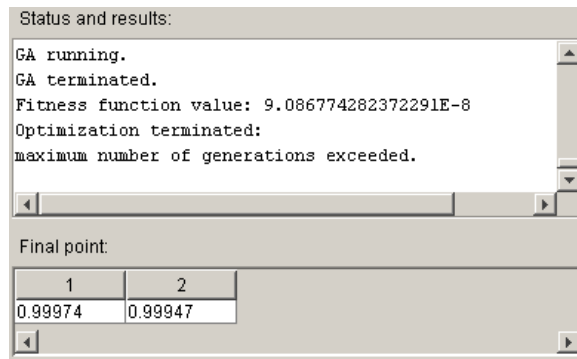 Status and results:
GA running.
GA terminated.
Fitness function value: 9.086774282372291E-8
Optimization terminated:
maximum number of generations exceeded.
Final point:
1 2
0.99974 0.99947